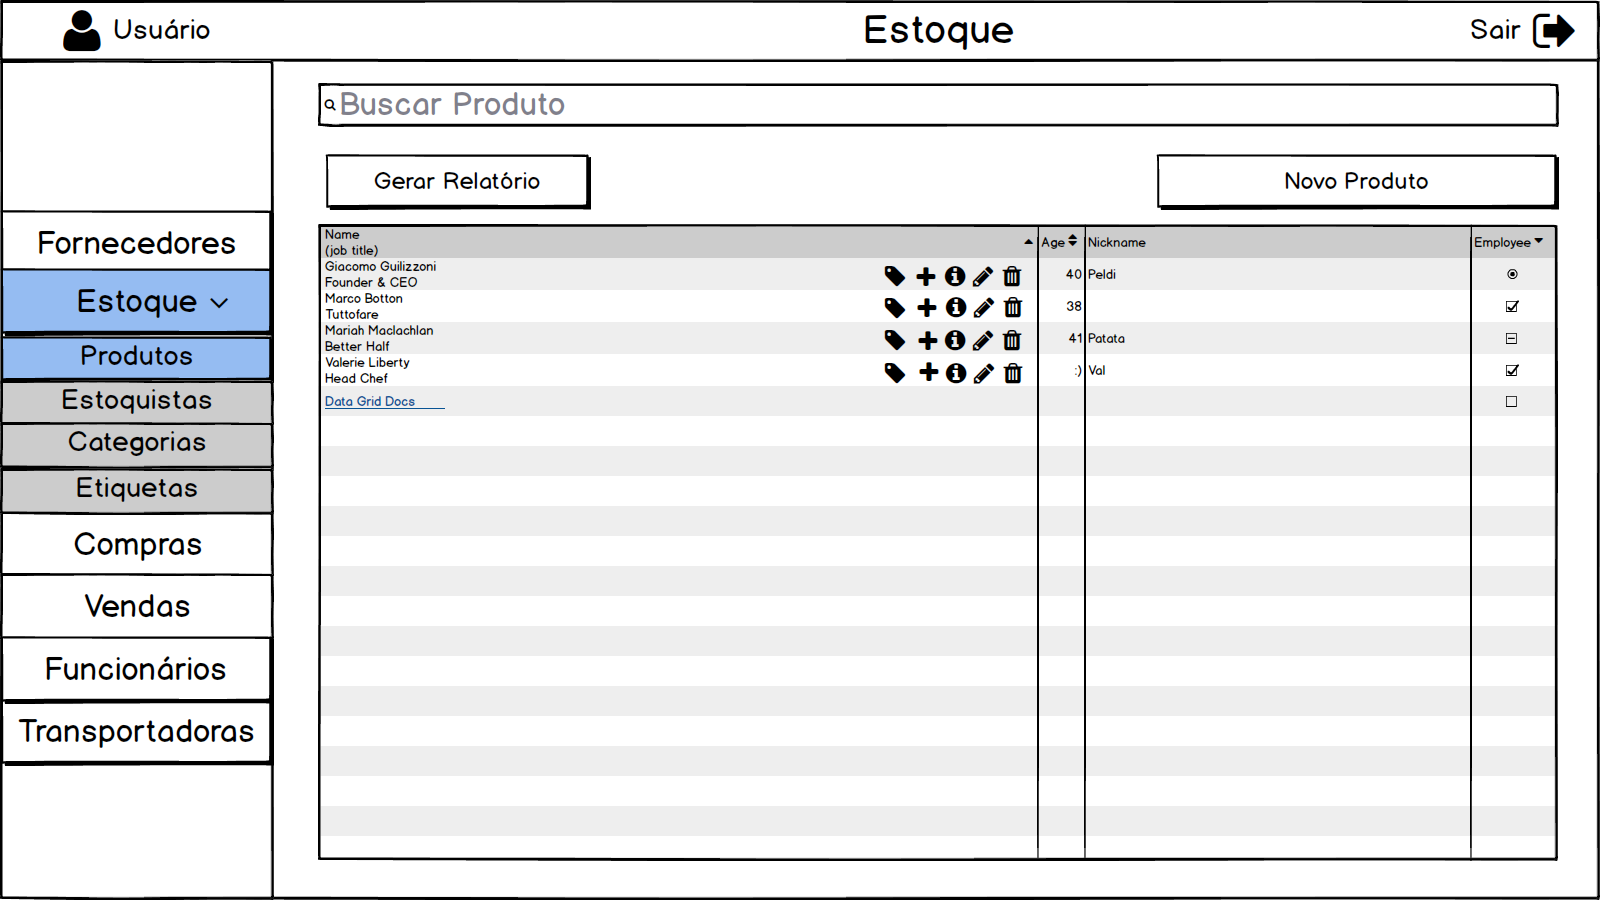 Usuário
Estoque
Sair
Buscar Produto
Gerar Relatório
Novo Produto
Fornecedores
Estoque
Produtos
Estoquistas
Categorias
Etiquetas
Compras
Vendas
Funcionários
Transportadoras
Name
(job title)
Age
Nickname
Employee
Giacomo Guilizzoni
Founder & CEO
40
Peldi
Marco Botton
Tuttofare
38
Mariah Maclachlan
Better Half
41
Patata
Valerie Liberty
Head Chef
:)
Val
Data Grid Docs